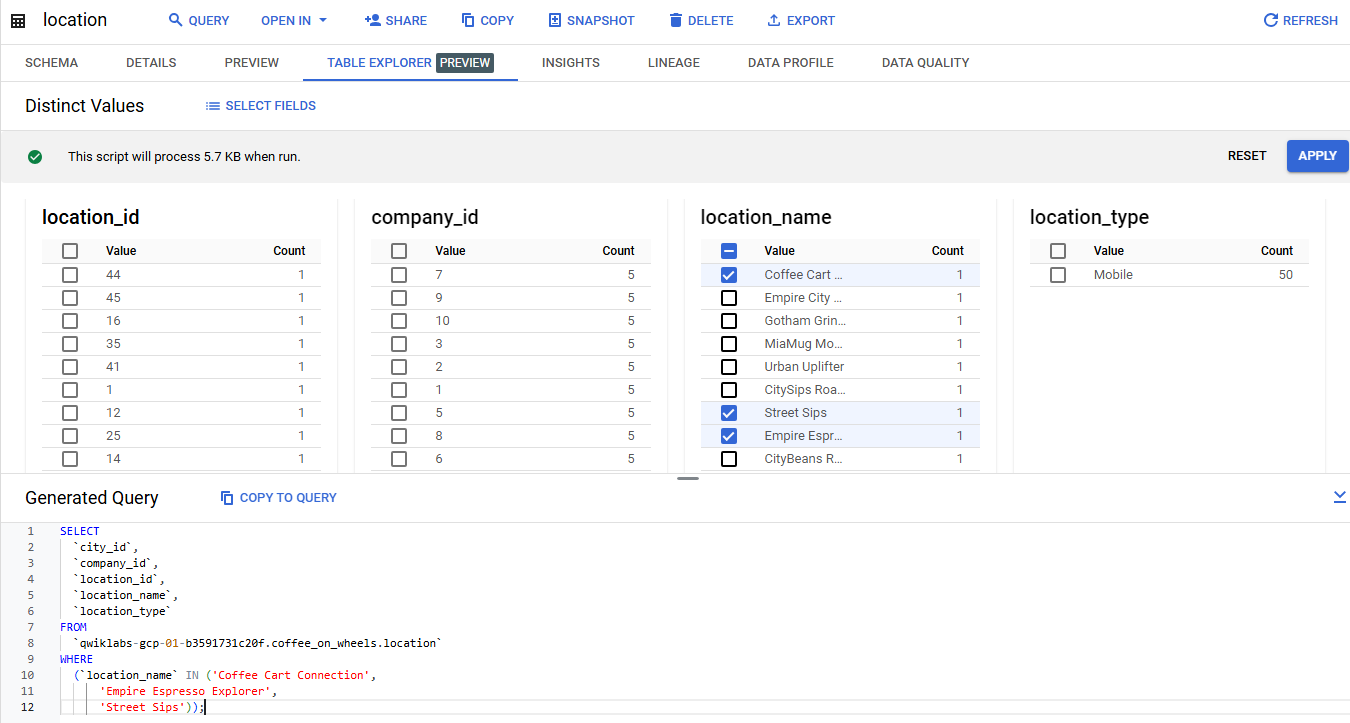 location QUERY OPEN IN SHARE COPY SNAPSHOT DELETE EXPORT REFRESH
SCHEMA DETAILS PREVIEW TABLE EXPLORER PREVIEW INSIGHTS LINEAGE DATA PROFILE DATA QUALITY
Distinct Values SELECT FIELDS
This script will process 5.7 KB when run. RESET APPLY
location_id company_id location_name location_type
Value Count Value Count Value Count Value Count
44 1 7 5 Coffee Cart ... 1 Mobile 50
45 1 9 5 Empire City ... 1
16 1 10 5 Gotham Grin... 1
35 1 3 5 MiaMug Mo... 1
41 1 2 5 Urban Uplifter 1
1 1 1 5 CitySips Roa... 1
12 1 5 5 Street Sips 1
25 1 8 5 Empire Espr... 1
14 1 6 5 CityBeans R... 1
Generated Query COPY TO QUERY
1 SELECT
2 `city_id`,
3 `company_id`,
4 `location_id`,
5 `location_name`,
6 `location_type`
7 FROM
8 `qwiklabs-gcp-01-b3591731c20f.coffee_on_wheels.location`
9 WHERE
10 (`location_name` IN ('Coffee Cart Connection',
11 'Empire Espresso Explorer',
12 'Street Sips'));